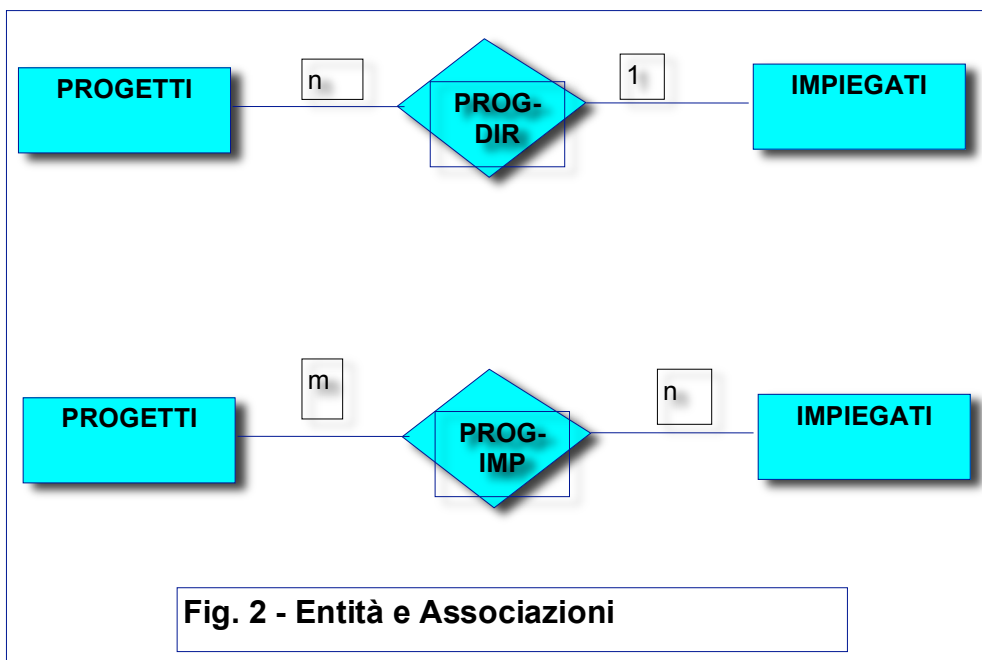 PROGETTI
n
PROG-
DIR
1
IMPIEGATI
PROGETTI
m
PROG-
IMP
n
IMPIEGATI
Fig. 2 - Entità e Associazioni